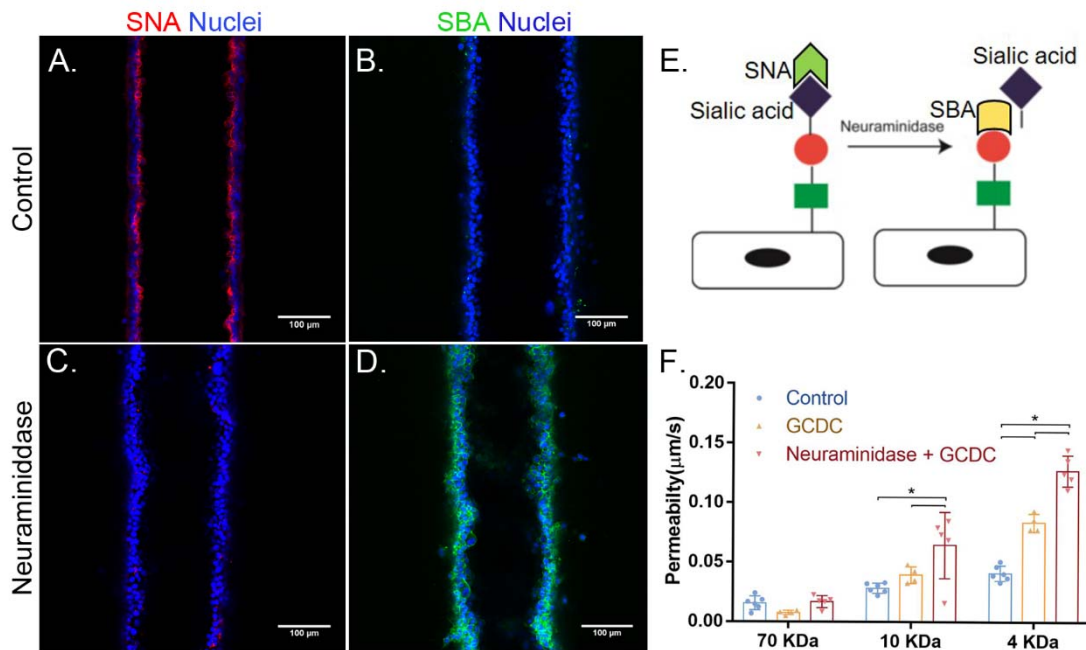 SNA Nuclei
SBA Nuclei
Control
Neuraminiddase
A.
100 µm
B.
100 µm
C.
100 µm
D.
100 µm
E.
SNA
Sialic acid
Neuraminidase
Sialic acid
SBA
F.
Permeabilty(µm/s)
0.20
0.15
0.10
0.05
0.00
Control
GCDC
Neuraminidase + GCDC
*
*
70 KDa
10 KDa
4 KDa